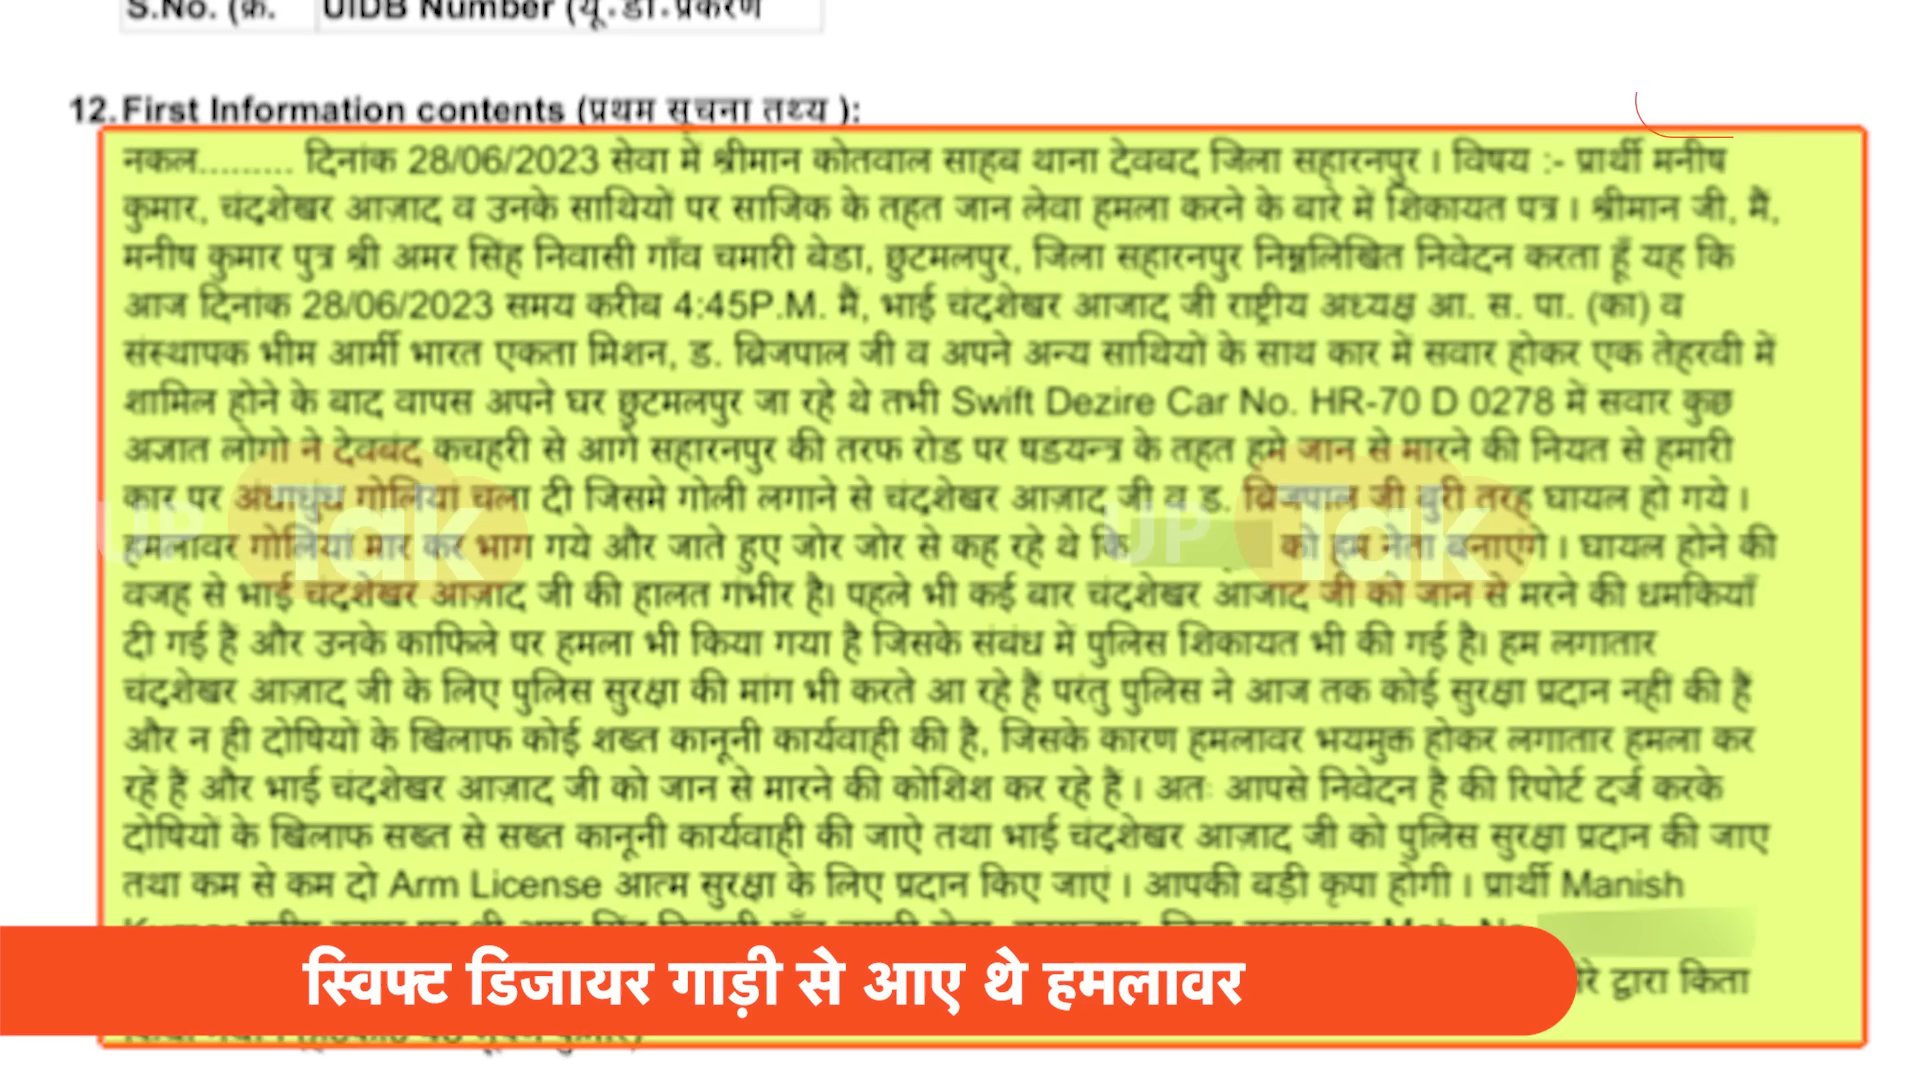 S.No. (क्र. UIDB Number (यू.डी.प्रकरण
12. First Information contents (प्रथम सूचना तथ्य ):
नकल......... दिनांक 28/06/2023 सेवा में श्रीमान कोतवाल साहब थाना देवबद जिला सहारनपुर । विषय :- प्रार्थी मनीष
कुमार, चंद्रशेखर आज़ाद व उनके साथियों पर साजिक के तहत जान लेवा हमला करने के बारे में शिकायत पत्र । श्रीमान जी, मैं,
मनीष कुमार पुत्र श्री अमर सिंह निवासी गाँव चमारी खेडा, छुटमलपुर, जिला सहारनपुर निम्नलिखित निवेदन करता हूँ यह कि
आज दिनांक 28/06/2023 समय करीब 4:45P.M. मैं, भाई चंद्रशेखर आजाद जी राष्ट्रीय अध्यक्ष आ. स. पा. (का) व
संस्थापक भीम आर्मी भारत एकता मिशन, ड. ब्रिजपाल जी व अपने अन्य साथियों के साथ कार में सवार होकर एक तेहरवी में
शामिल होने के बाद वापस अपने घर छुटमलपुर जा रहे थे तभी Swift Dezire Car No. HR-70 D 0278 में सवार कुछ
अजात लोगो ने देवबंद कचहरी से आगे सहारनपुर की तरफ रोड पर षडयन्त्र के तहत हमे जान से मारने की नियत से हमारी
कार पर अंधाधुंध गोलिया चला दी जिसमे गोली लगाने से चंद्रशेखर आज़ाद जी व ड. ब्रिजपाल जी बुरी तरह घायल हो गये ।
हमलावर गोलियां मार कर भाग गये और जाते हुए जोर जोर से कह रहे थे कि को हम नेता बनाएंगे । घायल होने की
वजह से भाई चंद्रशेखर आज़ाद जी की हालत गंभीर है। पहले भी कई बार चंद्रशेखर आजाद जी को जान से मरने की धमकियाँ
दी गई हैं और उनके काफिले पर हमला भी किया गया है जिसके संबंध में पुलिस शिकायत भी की गई है। हम लगातार
चंद्रशेखर आज़ाद जी के लिए पुलिस सुरक्षा की मांग भी करते आ रहे हैं परंतु पुलिस ने आज तक कोई सुरक्षा प्रदान नहीं की हैं
और न ही दोषियों के खिलाफ कोई शख्त कानूनी कार्यवाही की है, जिसके कारण हमलावर भयमुक्त होकर लगातार हमला कर
रहें हैं और भाई चंद्रशेखर आज़ाद जी को जान से मारने की कोशिश कर रहे हैं । अतः आपसे निवेदन है की रिपोर्ट दर्ज करके
दोषियों के खिलाफ सख्त से सख्त कानूनी कार्यवाही की जाऐ तथा भाई चंद्रशेखर आज़ाद जी को पुलिस सुरक्षा प्रदान की जाए
तथा कम से कम दो Arm License आत्म सुरक्षा के लिए प्रदान किए जाएं । आपकी बड़ी कृपा होगी । प्रार्थी Manish
द्वारा किता
स्विफ्ट डिजायर गाड़ी से आए थे हमलावर
UP Tak
UP Tak